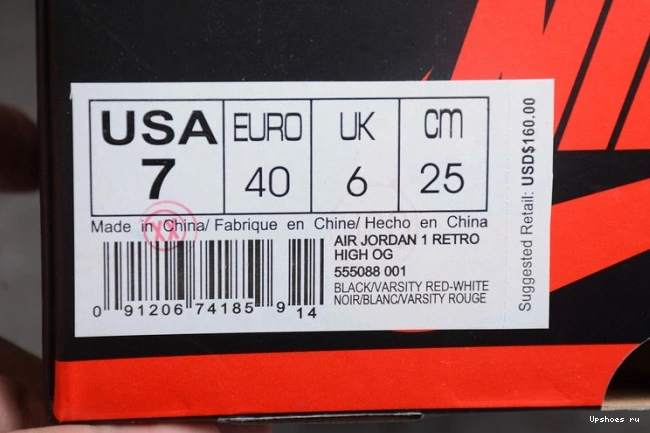 USA EURO UK cm
7 40 6 25
Made in China/ Fabrique en Chine/ Hecho en China
AIR JORDAN 1 RETRO
HIGH OG
555088 001
BLACK/VARSITY RED-WHITE
NOIR/BLANC/VARSITY ROUGE
0 91206 74185 9 14
Suggested Retail: USD$160.00
XX
Upshoes ru